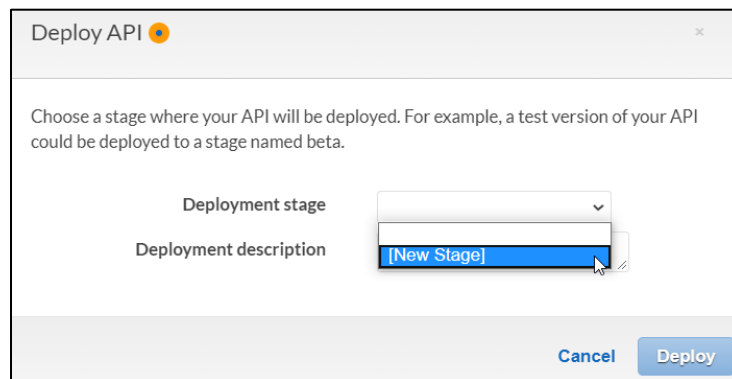 Deploy API
×
Choose a stage where your API will be deployed. For example, a test version of your API
could be deployed to a stage named beta.
Deployment stage
[New Stage]
Deployment description
Cancel Deploy